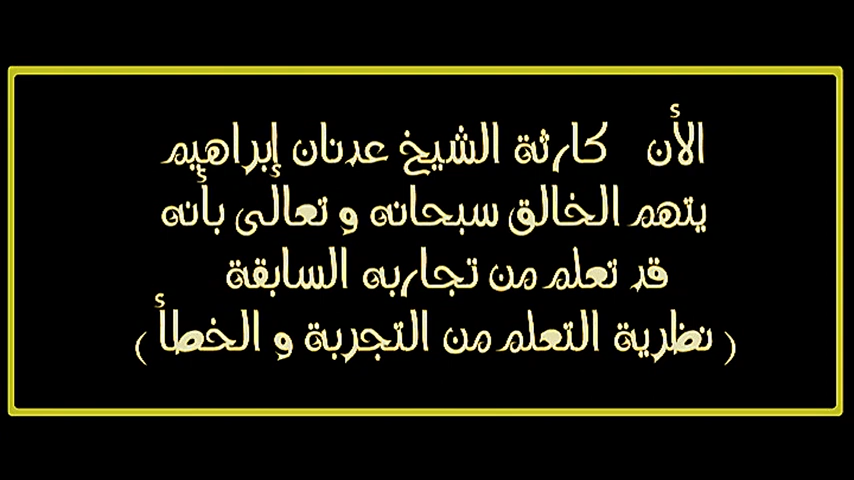 الأن كارثة الشيخ عدنان إبراهيم
يتهم الخالق سبحانه و تعالى بأنه
قد تعلم من تجاربه السابقة
( نظرية التعلم من التجربة و الخطأ )